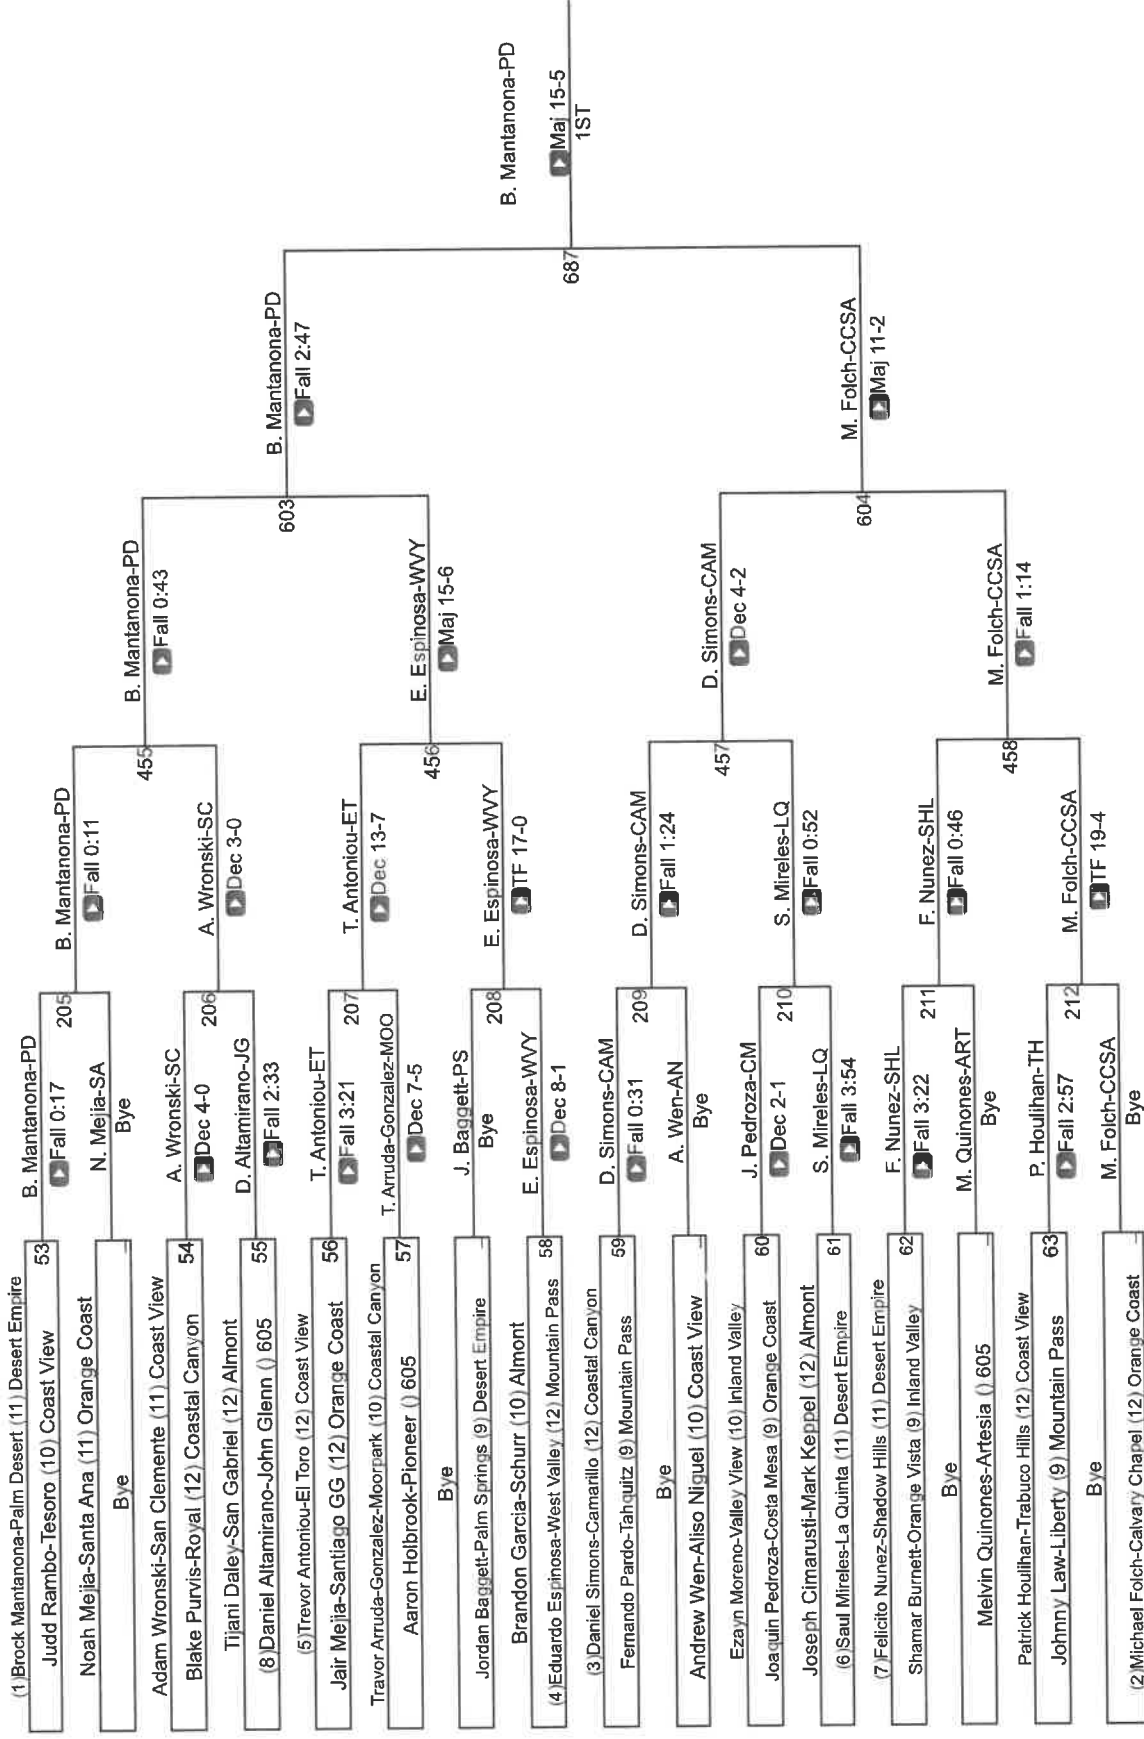 (1)Brock Mantanona-Palm Desert (11) Desert Empire
53
Judd Rambo-Tesoro (10) Coast View
Noah Mejia-Santa Ana (11) Orange Coast
Bye
Adam Wronski-San Clemente (11) Coast View
54
Blake Purvis-Royal (12) Coastal Canyon
Tijani Daley-San Gabriel (12) Almont
55
(8)Daniel Altamirano-John Glenn () 605
(5)Trevor Antoniou-El Toro (12) Coast View
56
Jair Mejia-Santiago GG (12) Orange Coast
Travor Arruda-Gonzalez-Moorpark (10) Coastal Canyon
57
Aaron Holbrook-Pioneer () 605
Bye
Jordan Baggett-Palm Springs (9) Desert Empire
Brandon Garcia-Schurr (10) Almont
58
(4)Eduardo Espinosa-West Valley (12) Mountain Pass
(3)Daniel Simons-Camarillo (12) Coastal Canyon
59
Fernando Pardo-Tahquitz (9) Mountain Pass
Bye
Andrew Wen-Aliso Niguel (10) Coast View
Ezayn Moreno-Valley View (10) Inland Valley
60
Joaquin Pedroza-Costa Mesa (9) Orange Coast
Joseph Cimarusti-Mark Keppel (12) Almont
61
(6)Saul Mireles-La Quinta (11) Desert Empire
(7)Felicito Nunez-Shadow Hills (11) Desert Empire
62
Shamar Burnett-Orange Vista (9) Inland Valley
Bye
Melvin Quinones-Artesia () 605
Patrick Houlihan-Trabuco Hills (12) Coast View
63
Johnny Law-Liberty (9) Mountain Pass
Bye
(2)Michael Folch-Calvary Chapel (12) Orange Coast
B. Mantanona-PD
Fall 0:17
205
N. Mejia-SA
Bye
A. Wronski-SC
Dec 4-0
206
D. Altamirano-JG
Fall 2:33
T. Antoniou-ET
Fall 3:21
207
T. Arruda-Gonzalez-MOO
Dec 7-5
J. Baggett-PS
Bye
208
E. Espinosa-WVY
Dec 8-1
D. Simons-CAM
Fall 0:31
209
A. Wen-AN
Bye
J. Pedroza-CM
Dec 2-1
210
S. Mireles-LQ
Fall 3:54
F. Nunez-SHL
Fall 3:22
211
M. Quinones-ART
Bye
P. Houlihan-TH
Fall 2:57
212
M. Folch-CCSA
Bye
B. Mantanona-PD
Fall 0:11
455
A. Wronski-SC
Dec 3-0
T. Antoniou-ET
Dec 13-7
456
E. Espinosa-WVY
TF 17-0
D. Simons-CAM
Fall 1:24
457
S. Mireles-LQ
Fall 0:52
F. Nunez-SHL
Fall 0:46
458
M. Folch-CCSA
TF 19-4
B. Mantanona-PD
Fall 0:43
603
E. Espinosa-WVY
Maj 15-6
D. Simons-CAM
Dec 4-2
604
M. Folch-CCSA
Fall 1:14
B. Mantanona-PD
Fall 2:47
687
M. Folch-CCSA
Maj 11-2
B. Mantanona-PD
Maj 15-5
1ST